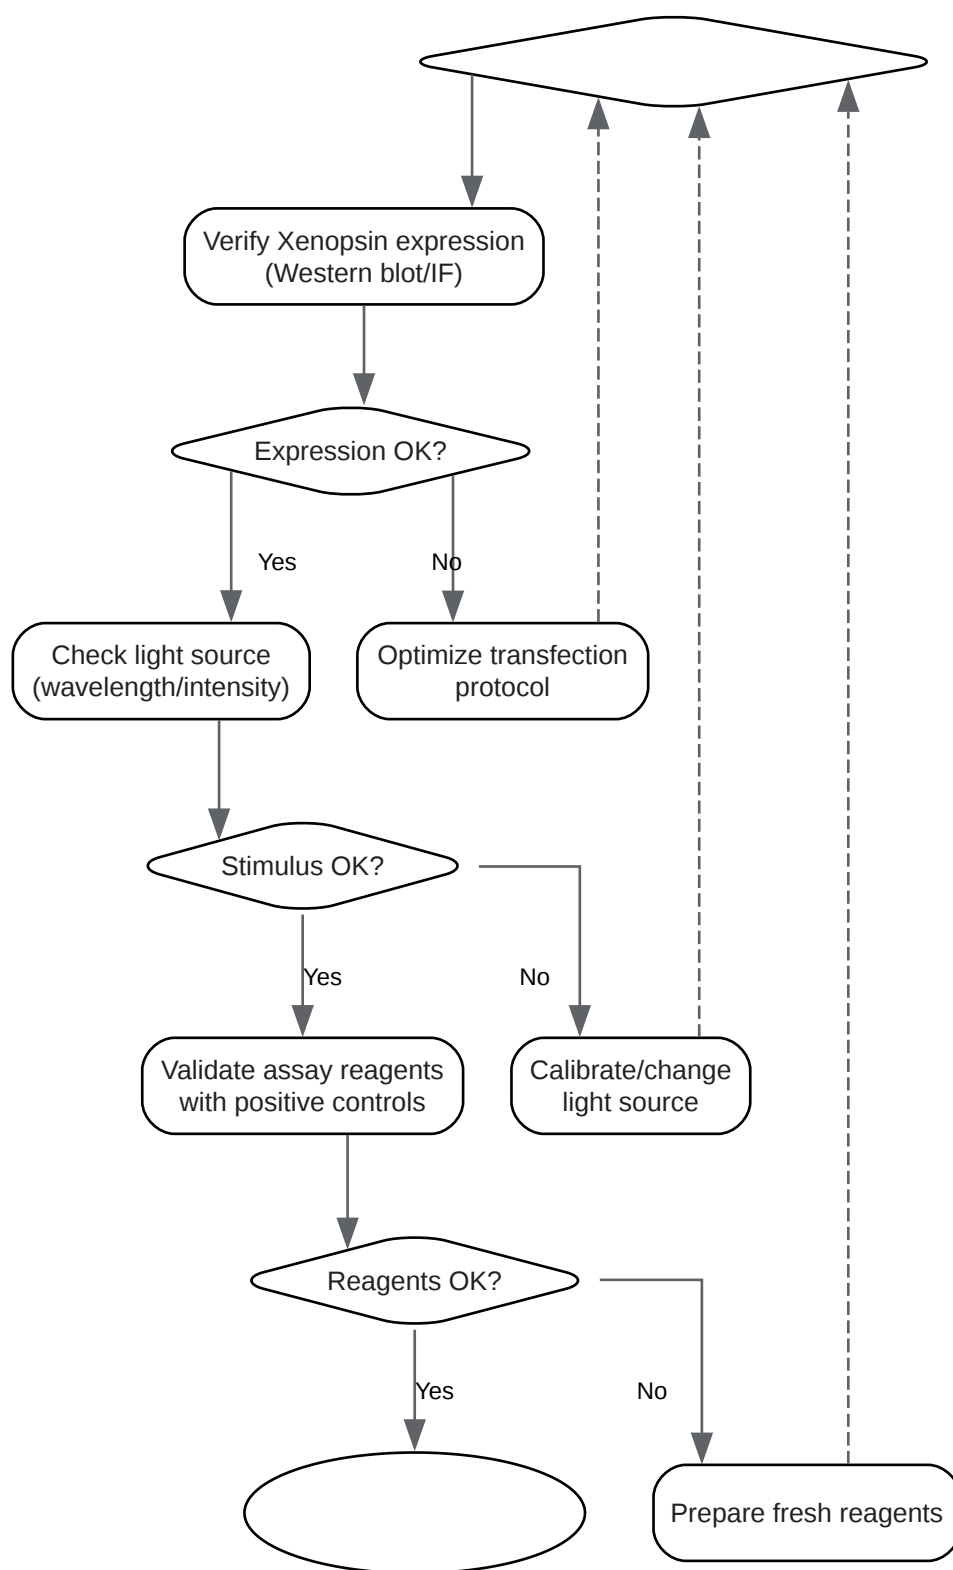 Verify Xenopsin expression
(Western blot/IF)
Expression OK?
Yes
No
Check light source
(wavelength/intensity)
Optimize transfection
protocol
Stimulus OK?
Yes
No
Validate assay reagents
with positive controls
Calibrate/change
light source
Reagents OK?
Yes
No
Prepare fresh reagents